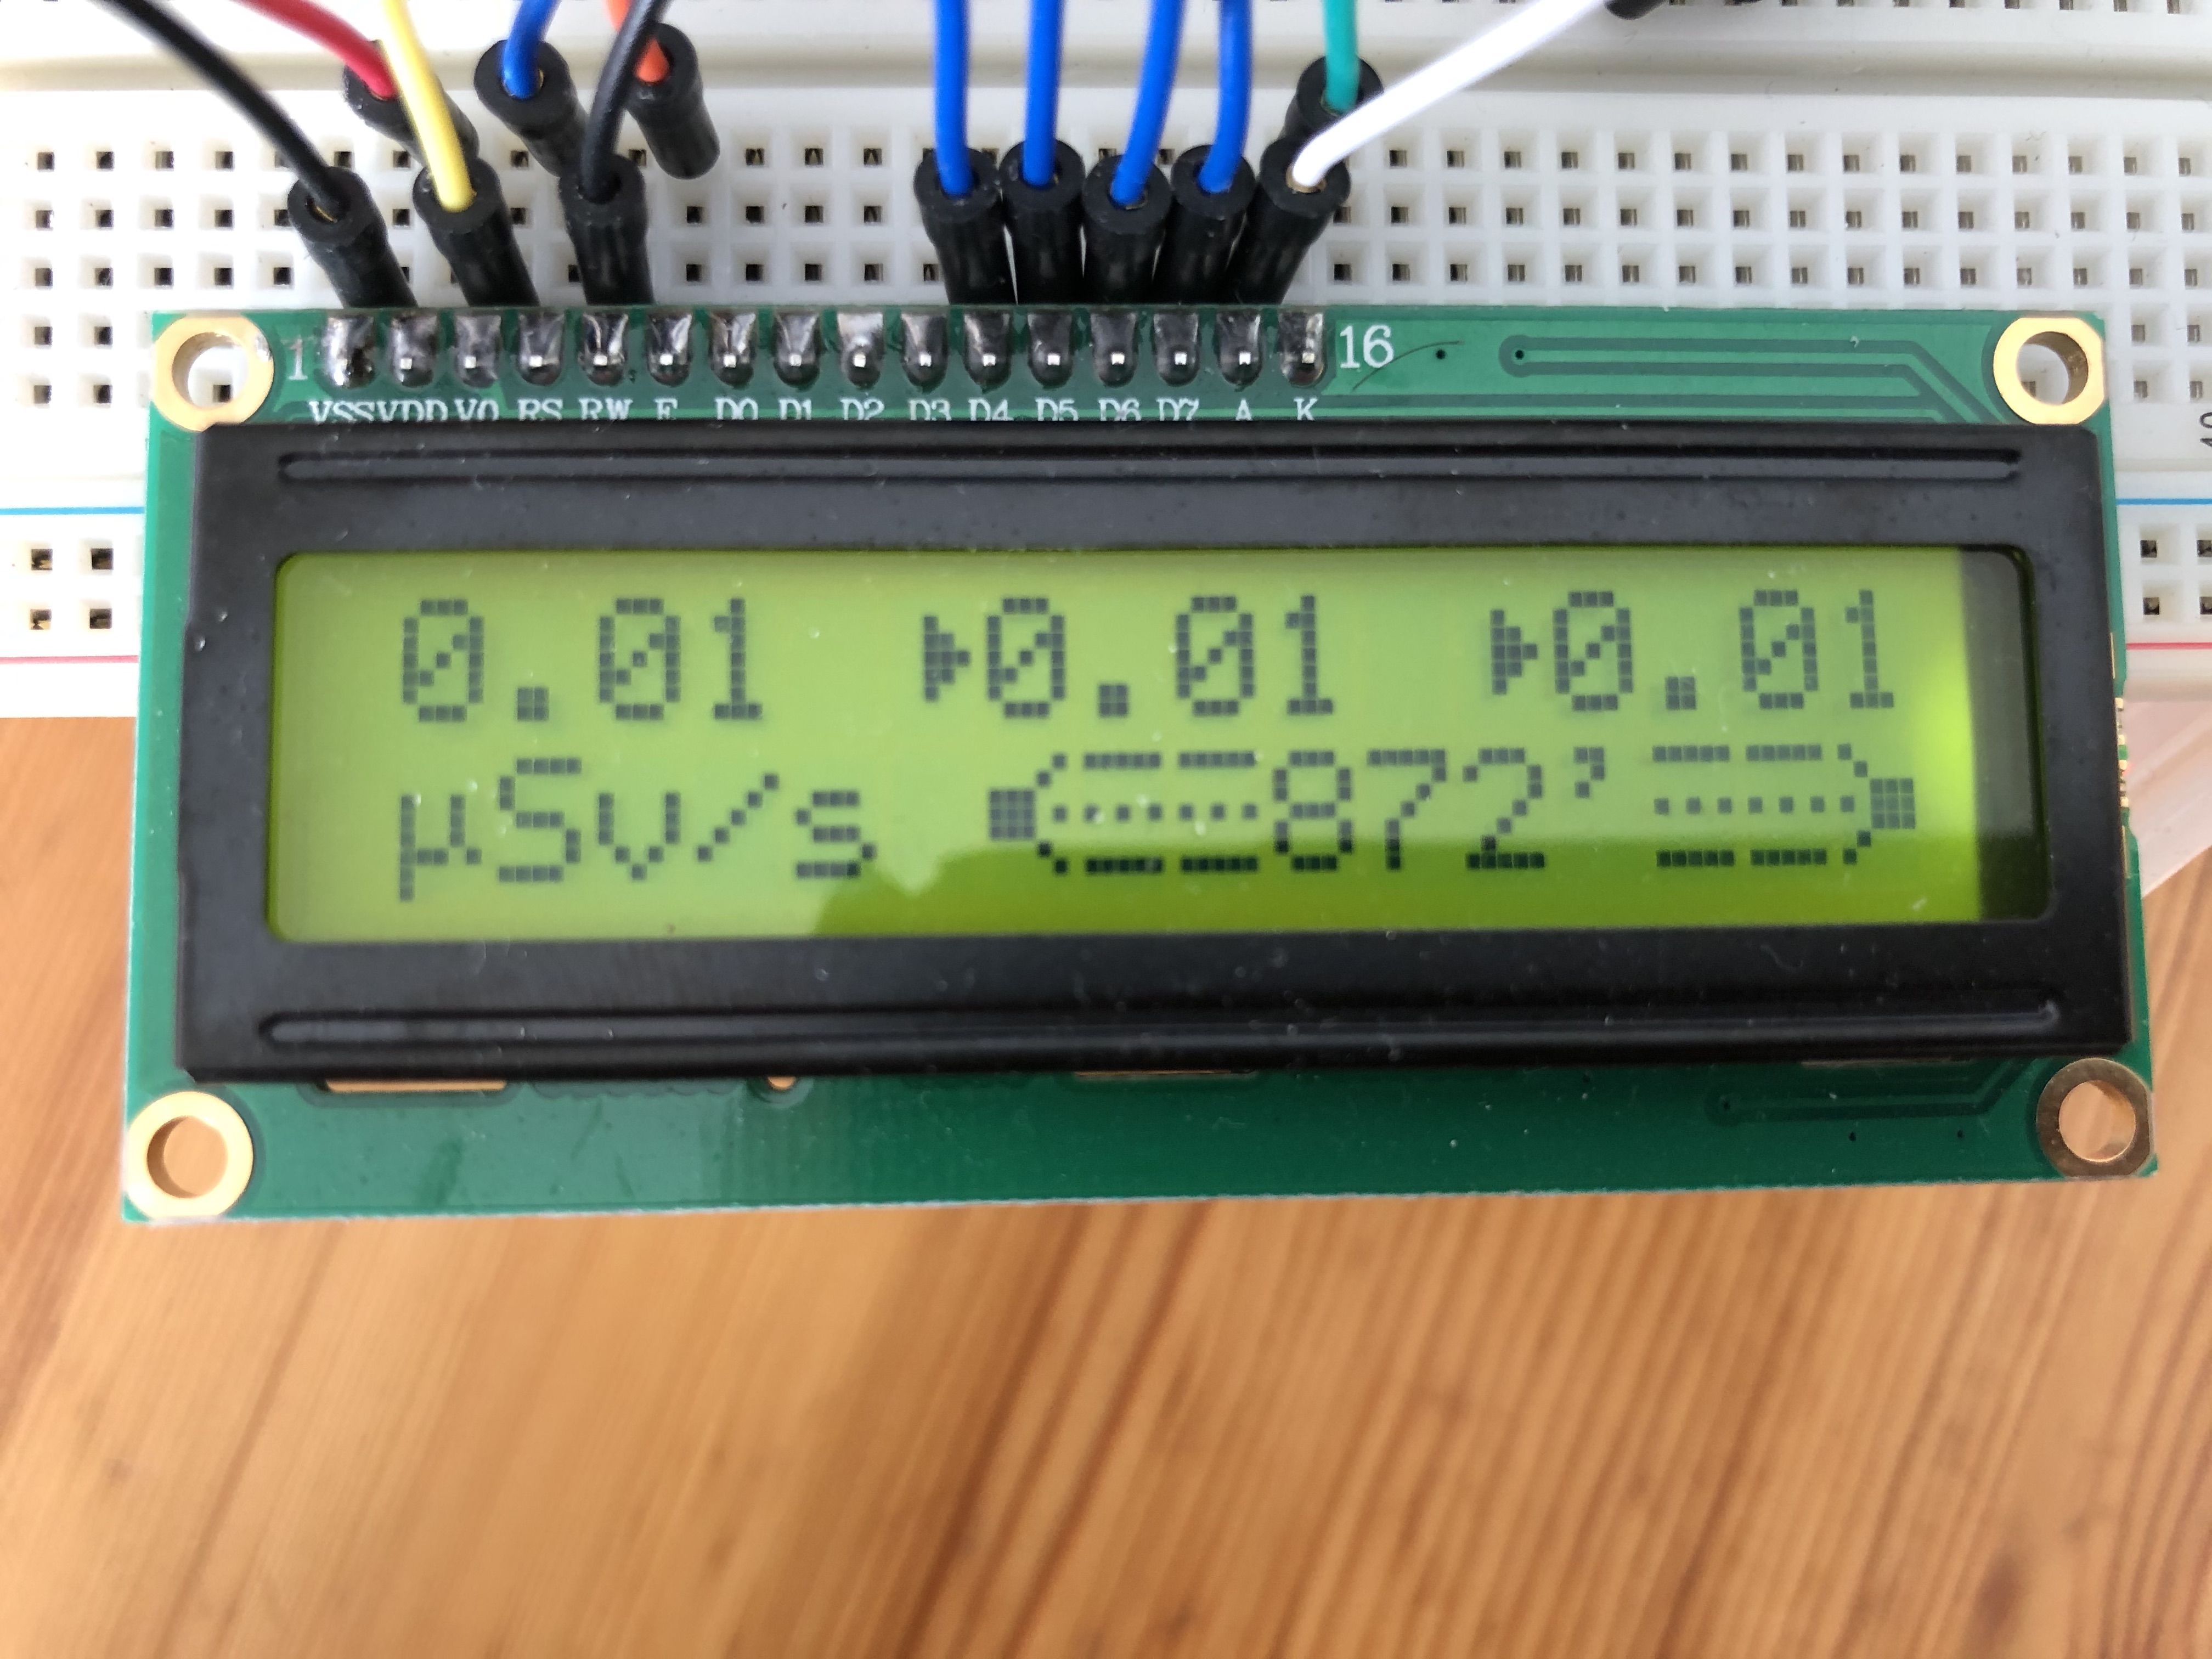 1 16
VSS VDD V0 RS RW E D0 D1 D2 D3 D4 D5 D6 D7 A K
0.01 0.01 0.01
µSv/s 872’